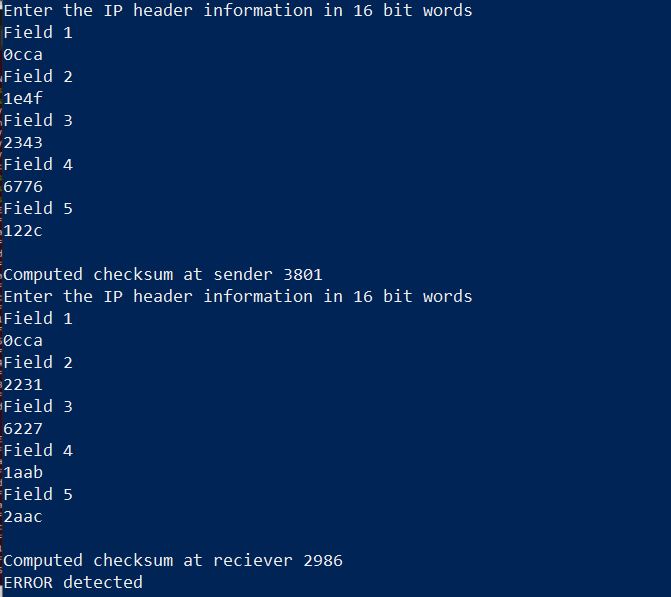 Enter the IP header information in 16 bit words
Field 1
0cca
Field 2
1e4f
Field 3
2343
Field 4
6776
Field 5
122c
Computed checksum at sender 3801
Enter the IP header information in 16 bit words
Field 1
0cca
Field 2
2231
Field 3
6227
Field 4
1aab
Field 5
2aac
Computed checksum at reciever 2986
ERROR detected